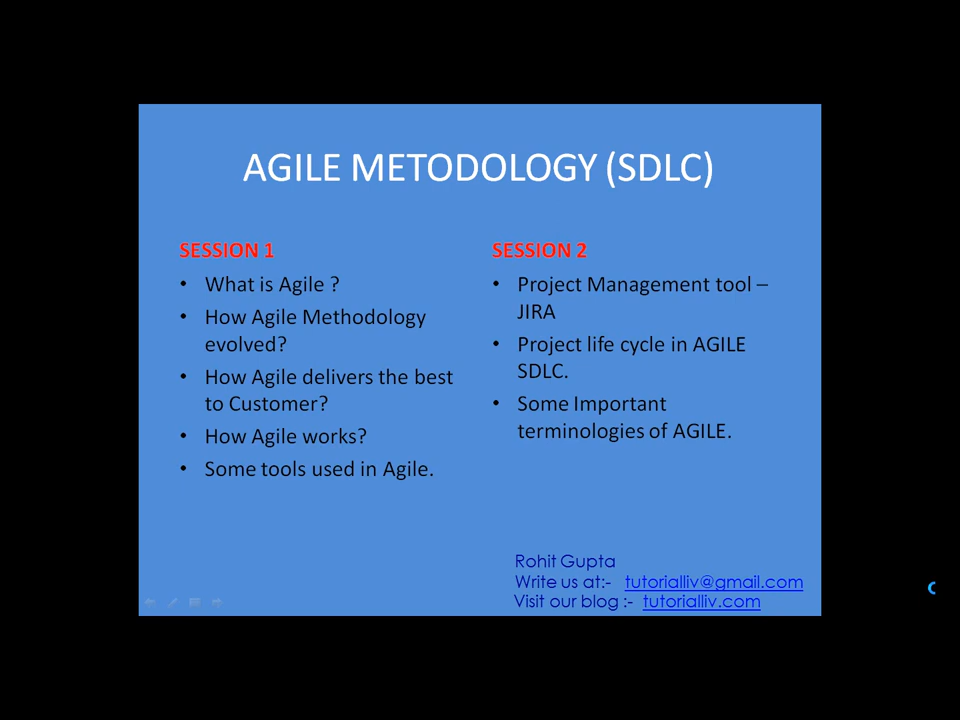 AGILE METODOLOGY (SDLC)
SESSION 1
• What is Agile ?
• How Agile Methodology
evolved?
• How Agile delivers the best
to Customer?
• How Agile works?
• Some tools used in Agile.
SESSION 2
• Project Management tool –
JIRA
• Project life cycle in AGILE
SDLC.
• Some Important
terminologies of AGILE.
Rohit Gupta
Write us at:- tutorialliv@gmail.com
Visit our blog :- tutorialliv.com